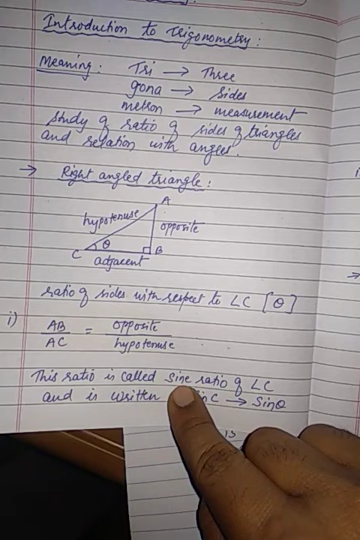 Introduction to Trigonometry:
Meaning: Tri → Three
gona → sides
metron → measurement
study of ratio of sides of triangles
and relation with angles.
→ Right angled triangle:
A
hypotenuse
opposite
C θ B
adjacent
ratio of sides with respect to ∠C [θ]
i) AB/AC = opposite/hypotenuse
This ratio is called sine ratio of ∠C
and is written inC → Sinθ